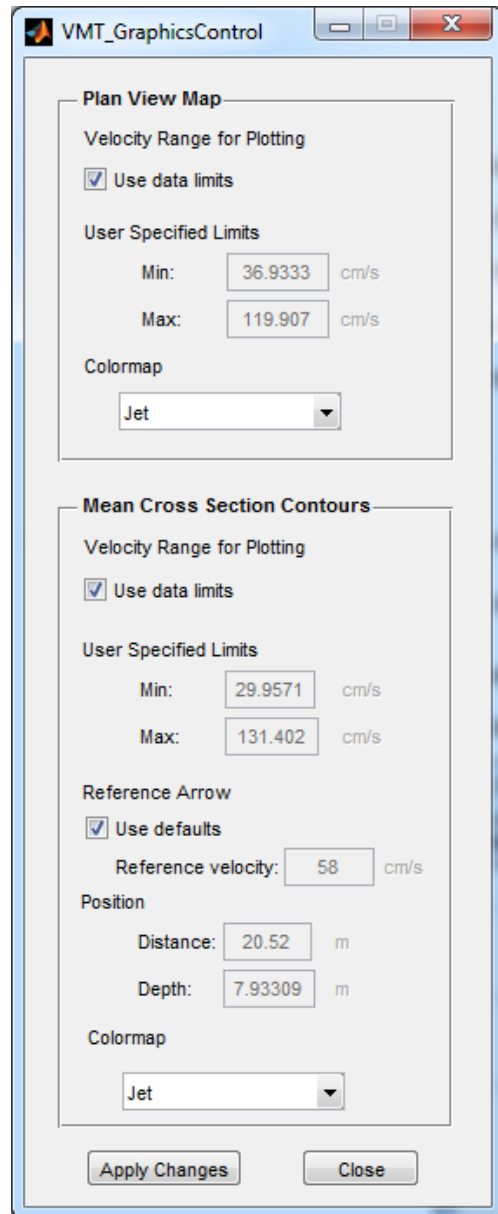 VMT_GraphicsControl
Plan View Map
Velocity Range for Plotting
Use data limits
User Specified Limits
Min: 36.9333 cm/s
Max: 119.907 cm/s
Colormap
Jet
Mean Cross Section Contours
Velocity Range for Plotting
Use data limits
User Specified Limits
Min: 29.9571 cm/s
Max: 131.402 cm/s
Reference Arrow
Use defaults
Reference velocity: 58 cm/s
Position
Distance: 20.52 m
Depth: 7.93309 m
Colormap
Jet
Apply Changes Close